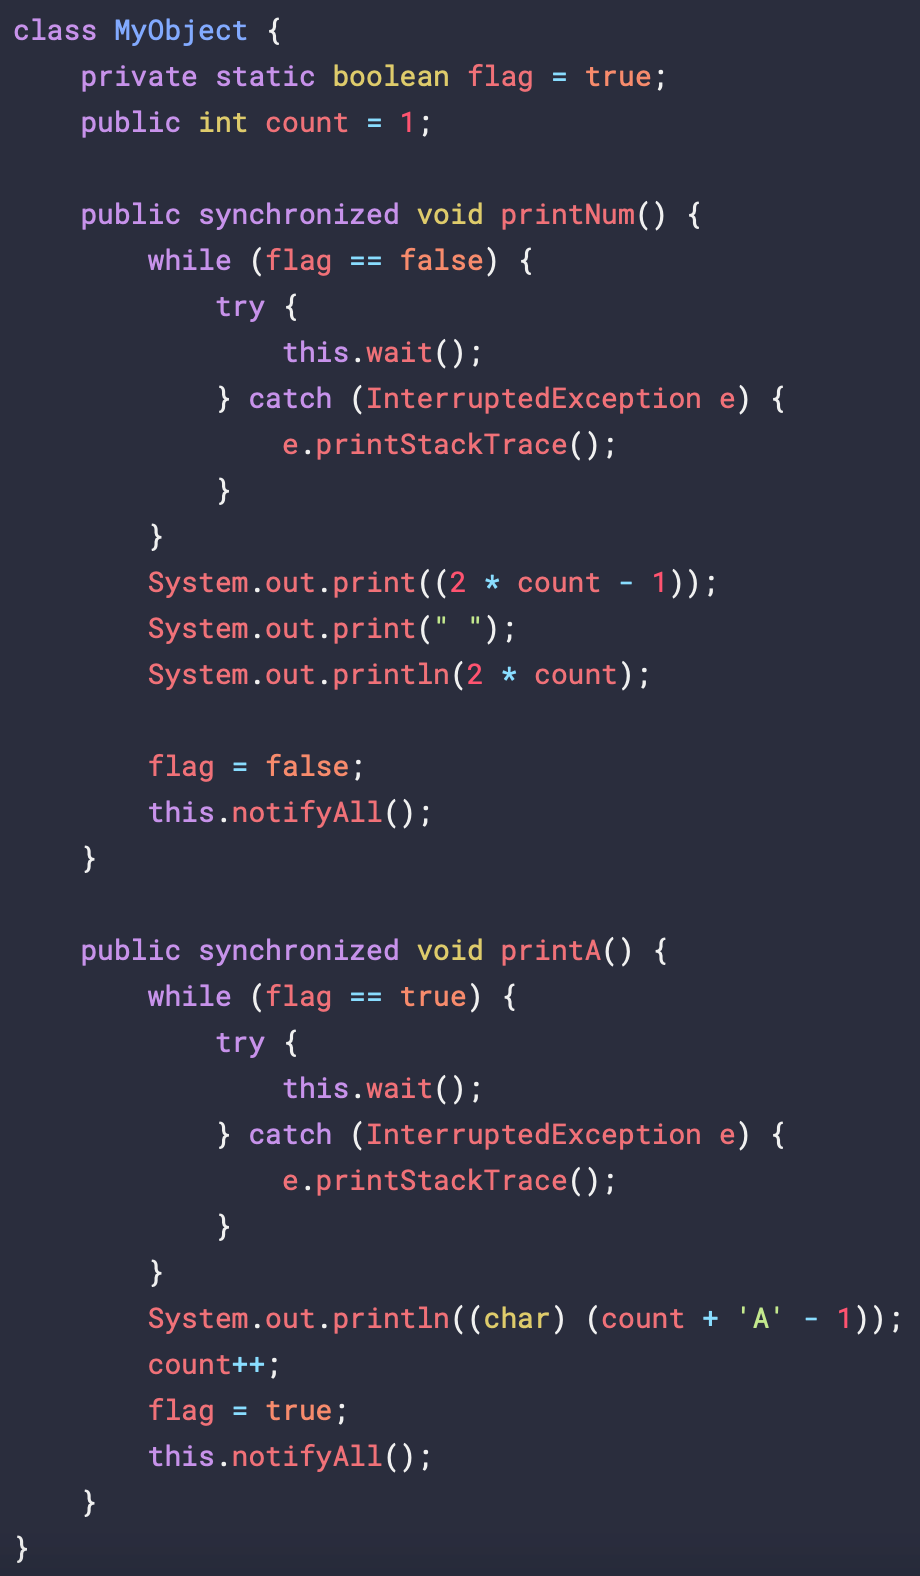 class MyObject {
    private static boolean flag = true;
    public int count = 1;

    public synchronized void printNum() {
        while (flag == false) {
            try {
                this.wait();
            } catch (InterruptedException e) {
                e.printStackTrace();
            }
        }
        System.out.print((2 * count - 1));
        System.out.print(" ");
        System.out.println(2 * count);

        flag = false;
        this.notifyAll();
    }

    public synchronized void printA() {
        while (flag == true) {
            try {
                this.wait();
            } catch (InterruptedException e) {
                e.printStackTrace();
            }
        }
        System.out.println((char) (count + 'A' - 1));
        count++;
        flag = true;
        this.notifyAll();
    }
}